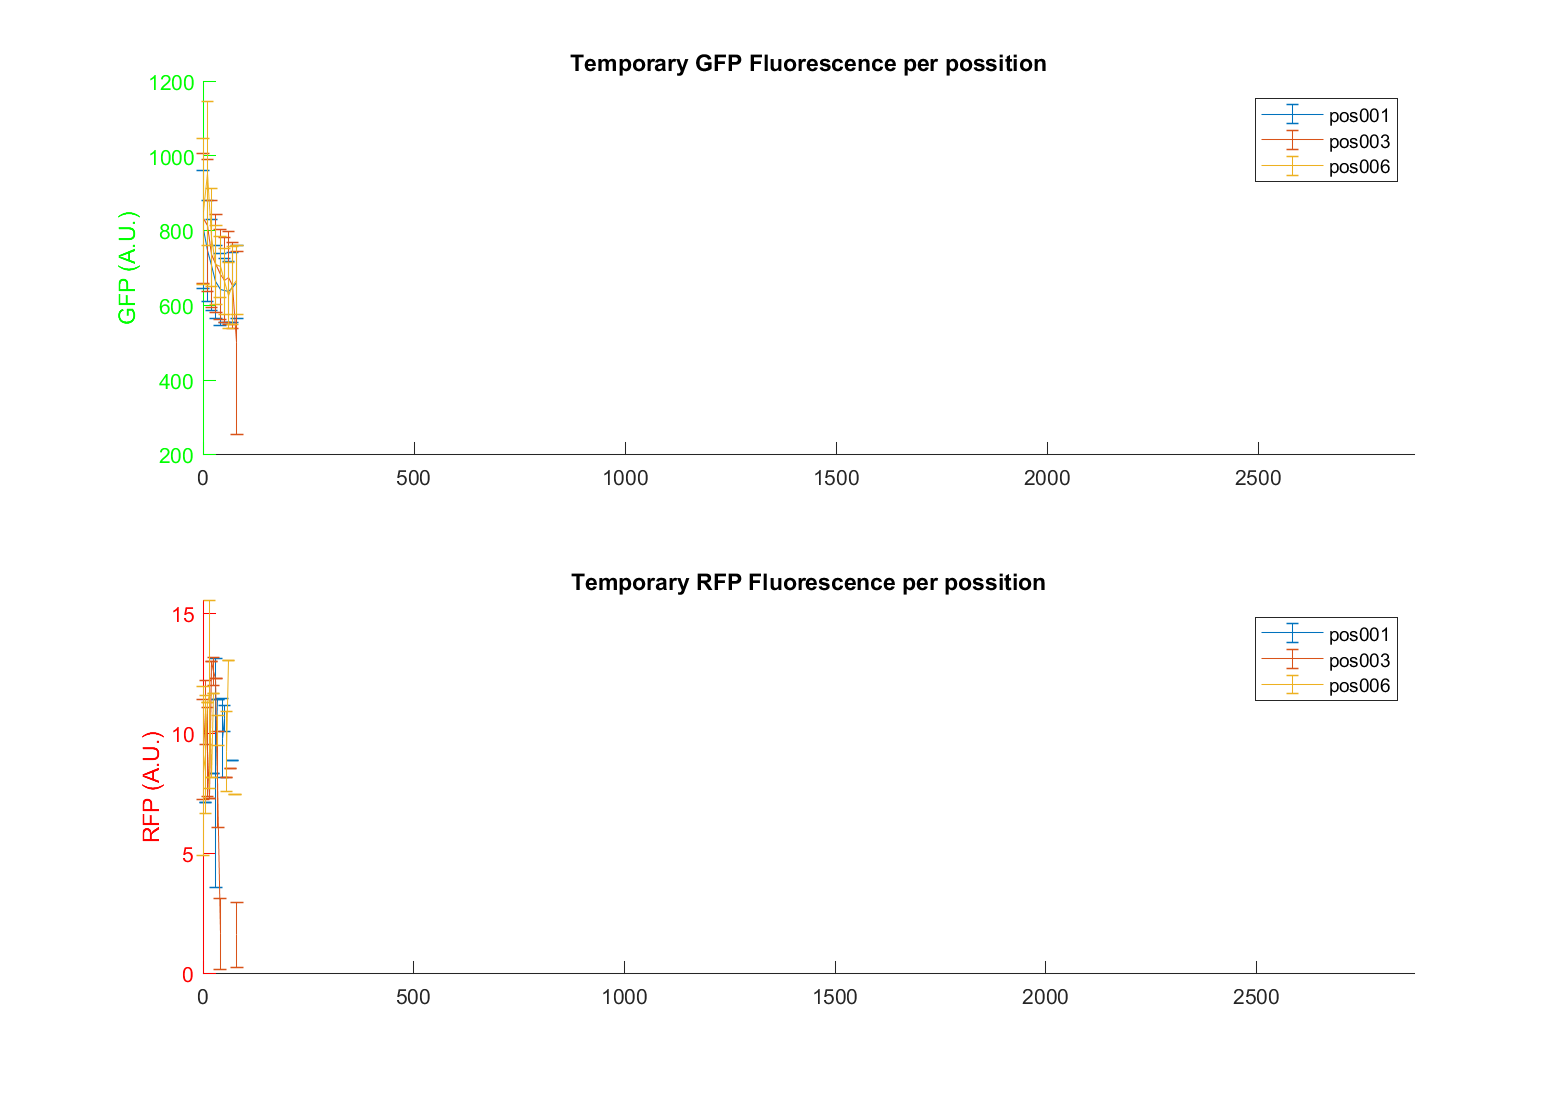 Temporary GFP Fluorescence per possition
1200
1000
800
600
400
200
GFP (A.U.)
0 500 1000 1500 2000 2500
pos001
pos003
pos006
Temporary RFP Fluorescence per possition
15
10
5
0
RFP (A.U.)
0 500 1000 1500 2000 2500
pos001
pos003
pos006